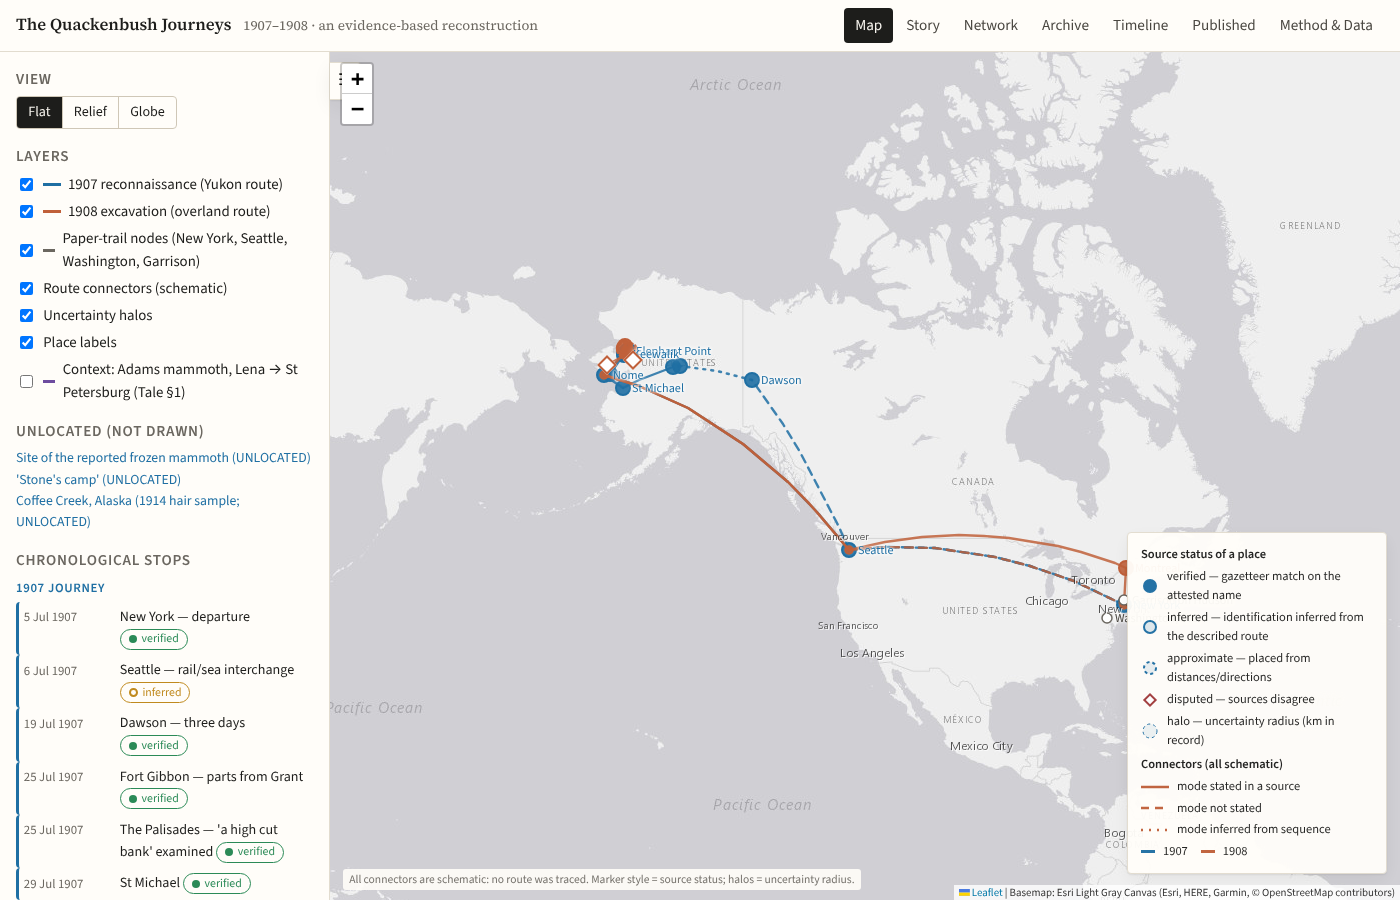 The Quackenbush Journeys
1907–1908 · an evidence-based reconstruction
Map
Story
Network
Archive
Timeline
Published
Method & Data
VIEW
Flat
Relief
Globe
LAYERS
1907 reconnaissance (Yukon route)
1908 excavation (overland route)
Paper-trail nodes (New York, Seattle,
Washington, Garrison)
Route connectors (schematic)
Uncertainty halos
Place labels
Context: Adams mammoth, Lena → St
Petersburg (Tale §1)
UNLOCATED (NOT DRAWN)
Site of the reported frozen mammoth (UNLOCATED)
'Stone's camp' (UNLOCATED)
Coffee Creek, Alaska (1914 hair sample;
UNLOCATED)
CHRONOLOGICAL STOPS
1907 JOURNEY
5 Jul 1907
New York — departure
verified
6 Jul 1907
Seattle — rail/sea interchange
inferred
19 Jul 1907
Dawson — three days
verified
25 Jul 1907
Fort Gibbon — parts from Grant
verified
25 Jul 1907
The Palisades — 'a high cut
bank' examined
verified
29 Jul 1907
St Michael
verified
+
−
Arctic Ocean
GREENLAND
Elephant Point
UNITED STATES
Nome
St Michael
Dawson
CANADA
Vancouver
Seattle
Toronto
Chicago
New
Wa
UNITED STATES
San Francisco
Los Angeles
Pacific Ocean
MÉXICO
Mexico City
Pacific Ocean
Bog
COL
Source status of a place
verified — gazetteer match on the
attested name
inferred — identification inferred from
the described route
approximate — placed from
distances/directions
disputed — sources disagree
halo — uncertainty radius (km in
record)
Connectors (all schematic)
mode stated in a source
mode not stated
mode inferred from sequence
1907
1908
All connectors are schematic: no route was traced. Marker style = source status; halos = uncertainty radius.
Leaflet | Basemap: Esri Light Gray Canvas (Esri, HERE, Garmin, © OpenStreetMap contributors)